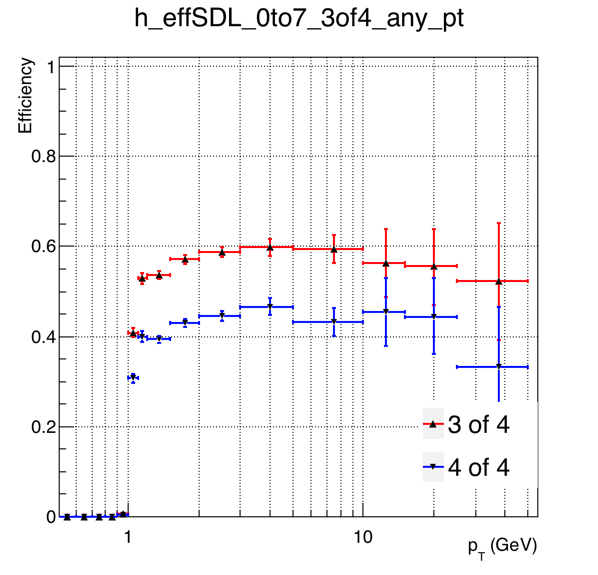 h_effSDL_0to7_3of4_any_pt
Efficiency
1
0.8
0.6
0.4
0.2
0
3 of 4
4 of 4
1
10
p_T (GeV)